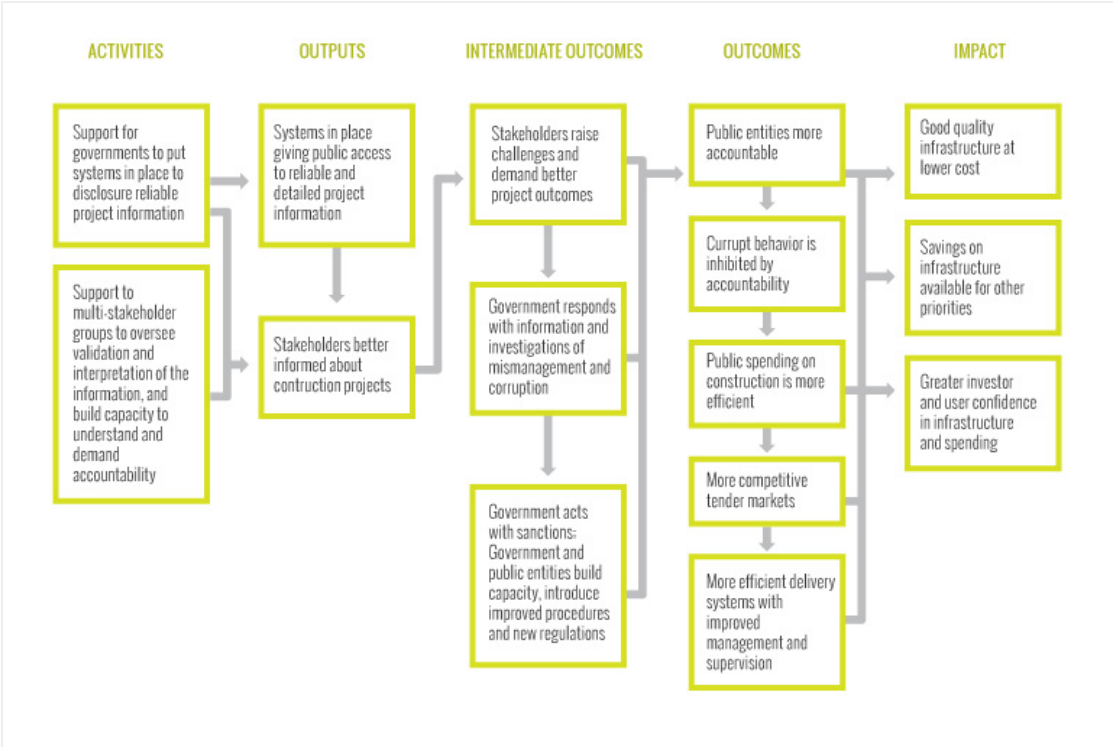 ACTIVITIES
OUTPUTS
INTERMEDIATE OUTCOMES
OUTCOMES
IMPACT
Support for
governments to put
systems in place to
disclosure reliable
project information
Support to
multi-stakeholder
groups to oversee
validation and
interpretation of the
information, and
build capacity to
understand and
demand
accountability
Systems in place
giving public access
to reliable and
detailed project
information
Stakeholders better
informed about
contruction projects
Stakeholders raise
challenges and
demand better
project outcomes
Government responds
with information and
investigations of
mismanagement and
corruption
Government acts
with sanctions;
Government and
public entities build
capacity, introduce
improved procedures
and new regulations
Public entities more
accountable
Currupt behavior is
inhibited by
accountability
Public spending on
construction is more
efficient
More competitive
tender markets
More efficient delivery
systems with
improved
management and
supervision
Good quality
infrastructure at
lower cost
Savings on
infrastructure
available for other
priorities
Greater investor
and user confidence
in infrastructure
and spending